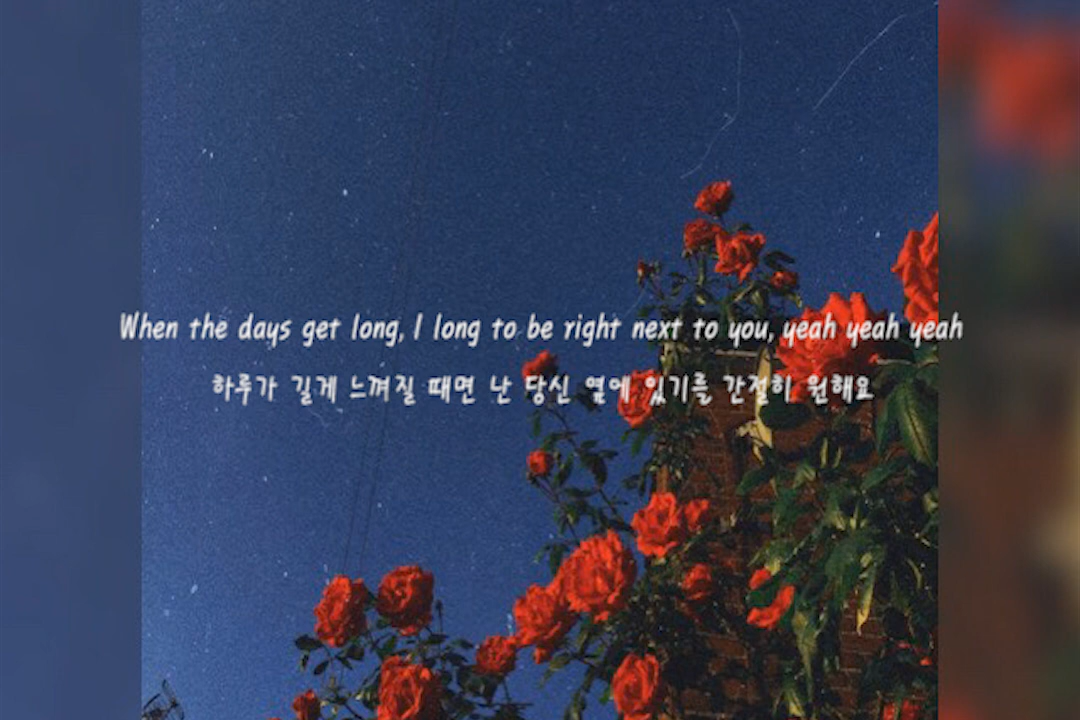 When the days get long, I long to be right next to you, yeah yeah yeah
하루가 길게 느껴질 때면 난 당신 옆에 있기를 간절히 원해요